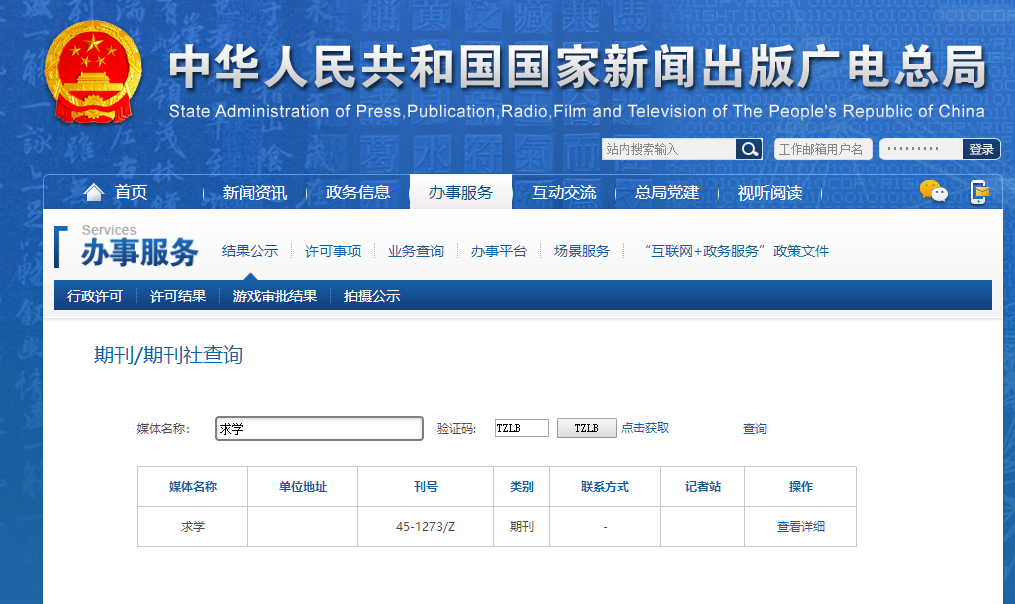 中华人民共和国国家新闻出版广电总局
State Administration of Press,Publication,Radio,Film and Television of The People's Republic of China
站内搜索输入 工作邮箱用户名 ········· 登录
首页 新闻资讯 政务信息 办事服务 互动交流 总局党建 视听阅读
Services
办事服务 结果公示 许可事项 业务查询 办事平台 场景服务 “互联网+政务服务”政策文件
行政许可 许可结果 游戏审批结果 拍摄公示
期刊/期刊社查询
媒体名称: 求学 验证码: TZLB TZLB 点击获取 查询
媒体名称 单位地址 刊号 类别 联系方式 记者站 操作
求学 45-1273/Z 期刊 - 查看详细